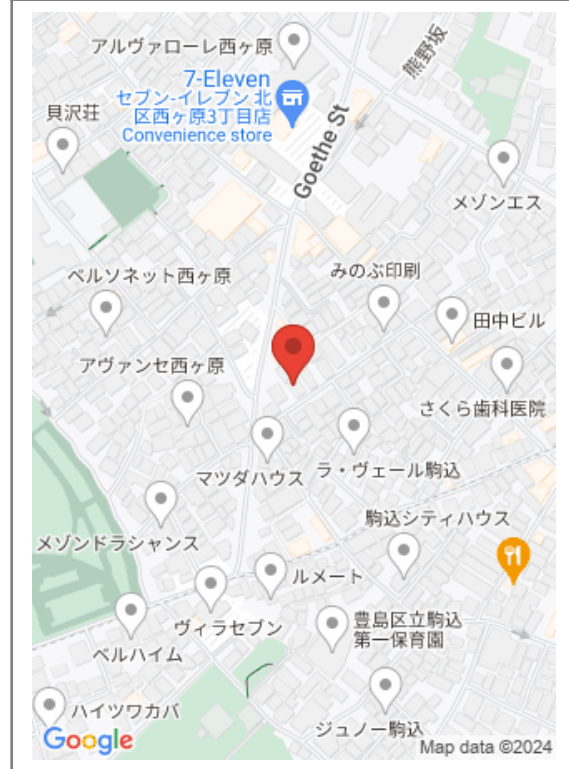 アルヴァローレ西ヶ原
熊野坂
7-Eleven
セブン-イレブン 北
区西ヶ原3丁目店
Convenience store
貝沢荘
Goethe St
メゾンエス
ベルソネット西ヶ原
みのぶ印刷
田中ビル
アヴァンセ西ヶ原
さくら歯科医院
マツダハウス
ラ・ヴェール駒込
駒込シティハウス
メゾンドラシャンス
ルメート
ヴィラセブン
豊島区立駒込
第一保育園
ベルハイム
ハイツワカバ
ジュノー駒込
Google
Map data ©2024